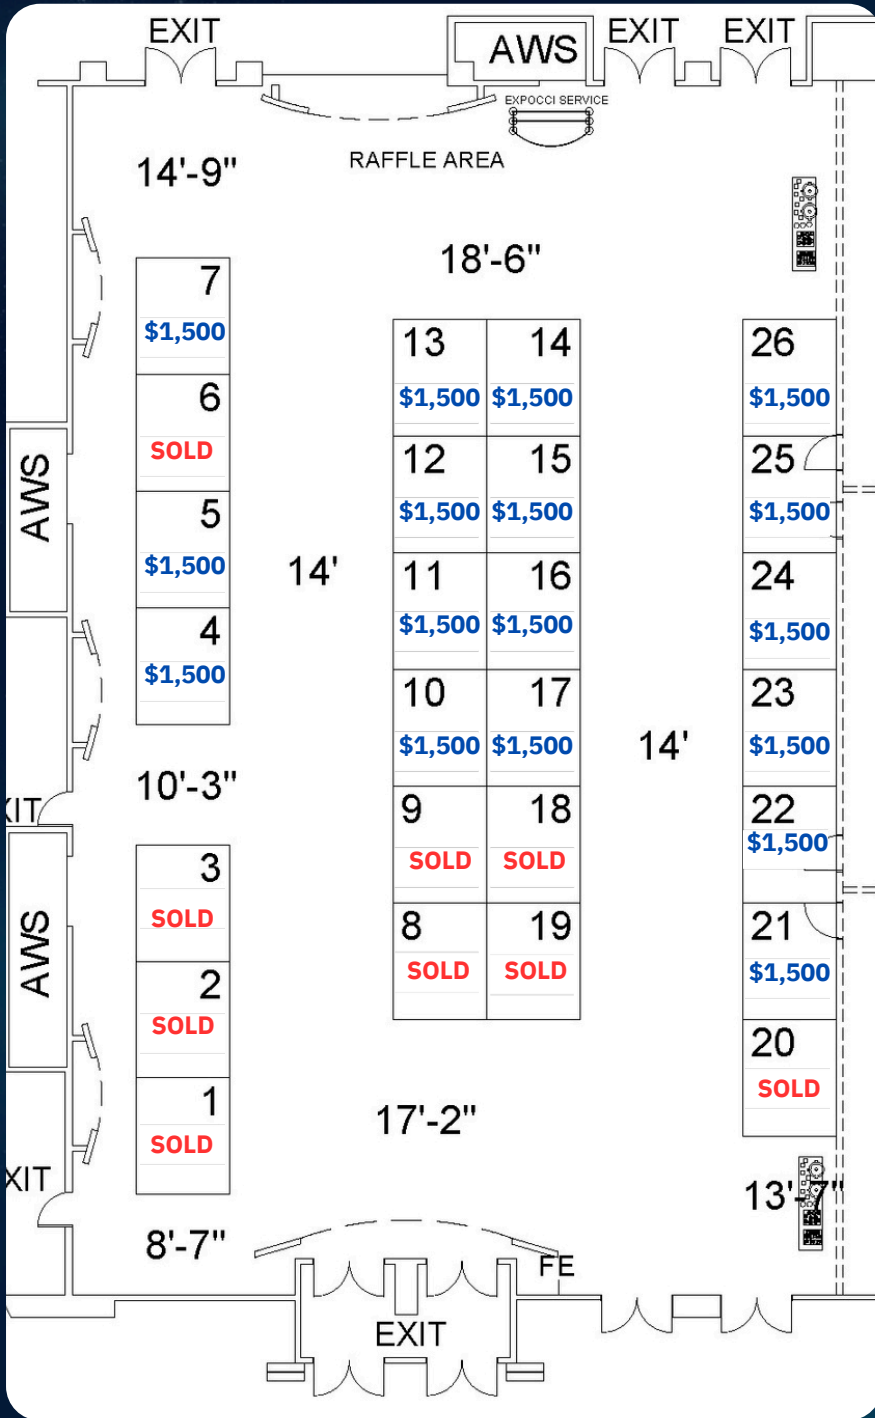 EXIT
EXIT
EXIT
AWS
EXPOCCI SERVICE
RAFFLE AREA
14'-9"
18'-6"
7
$1,500
6
SOLD
5
$1,500
4
$1,500
AWS
14'
13
$1,500
14
$1,500
12
$1,500
15
$1,500
11
$1,500
16
$1,500
10
$1,500
17
$1,500
9
SOLD
18
SOLD
8
SOLD
19
SOLD
26
$1,500
25
$1,500
24
$1,500
23
$1,500
22
$1,500
21
$1,500
20
SOLD
14'
10'-3"
XIT
3
SOLD
2
SOLD
1
SOLD
AWS
17'-2"
XIT
13'-7"
8'-7"
FE
EXIT